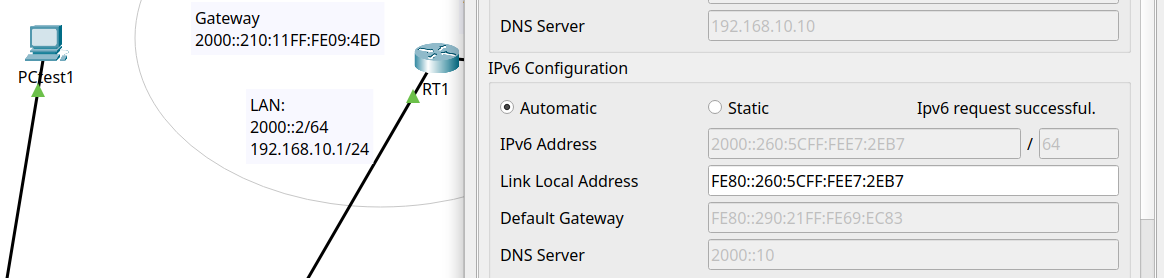 Gateway
2000::210:11FF:FE09:4ED
PCtest1
RT1
LAN:
2000::2/64
192.168.10.1/24
DNS Server
192.168.10.10
IPv6 Configuration
Automatic
Static
Ipv6 request successful.
IPv6 Address
2000::260:5CFF:FEE7:2EB7
/
64
Link Local Address
FE80::260:5CFF:FEE7:2EB7
Default Gateway
FE80::290:21FF:FE69:EC83
DNS Server
2000::10